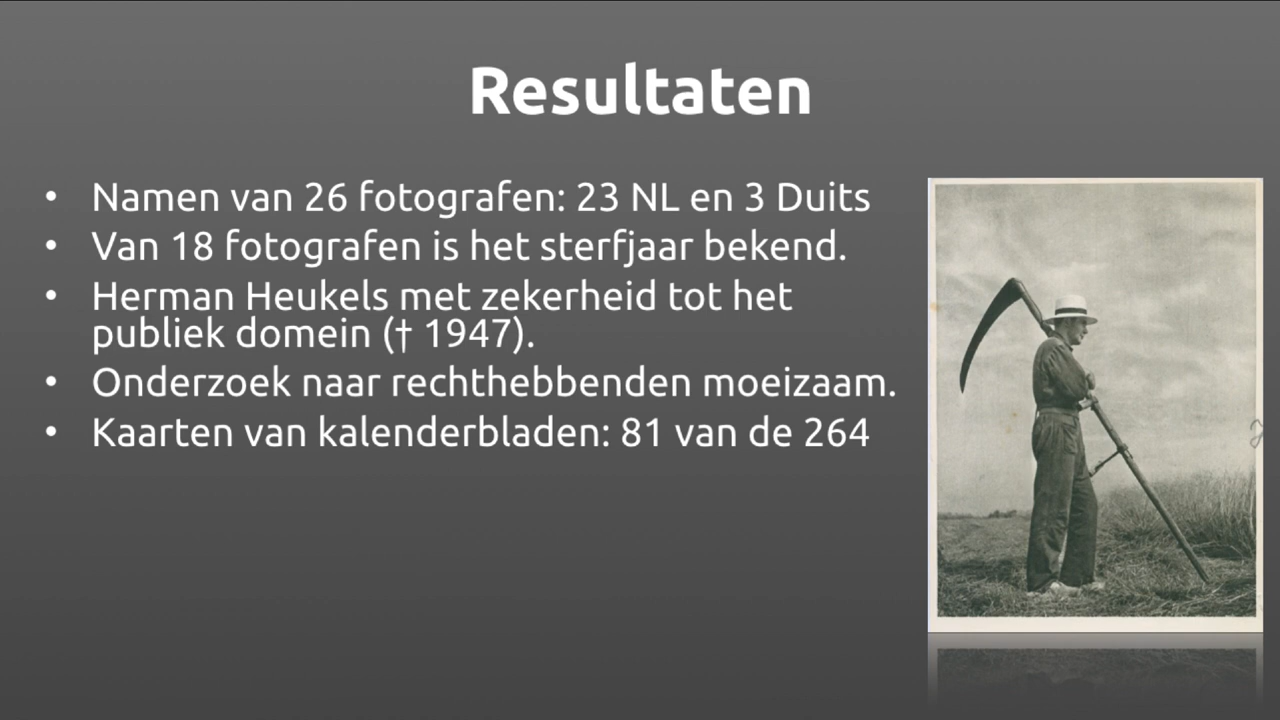 Resultaten
• Namen van 26 fotografen: 23 NL en 3 Duits
• Van 18 fotografen is het sterfjaar bekend.
• Herman Heukels met zekerheid tot het
publiek domein († 1947).
• Onderzoek naar rechthebbenden moeizaam.
• Kaarten van kalenderbladen: 81 van de 264